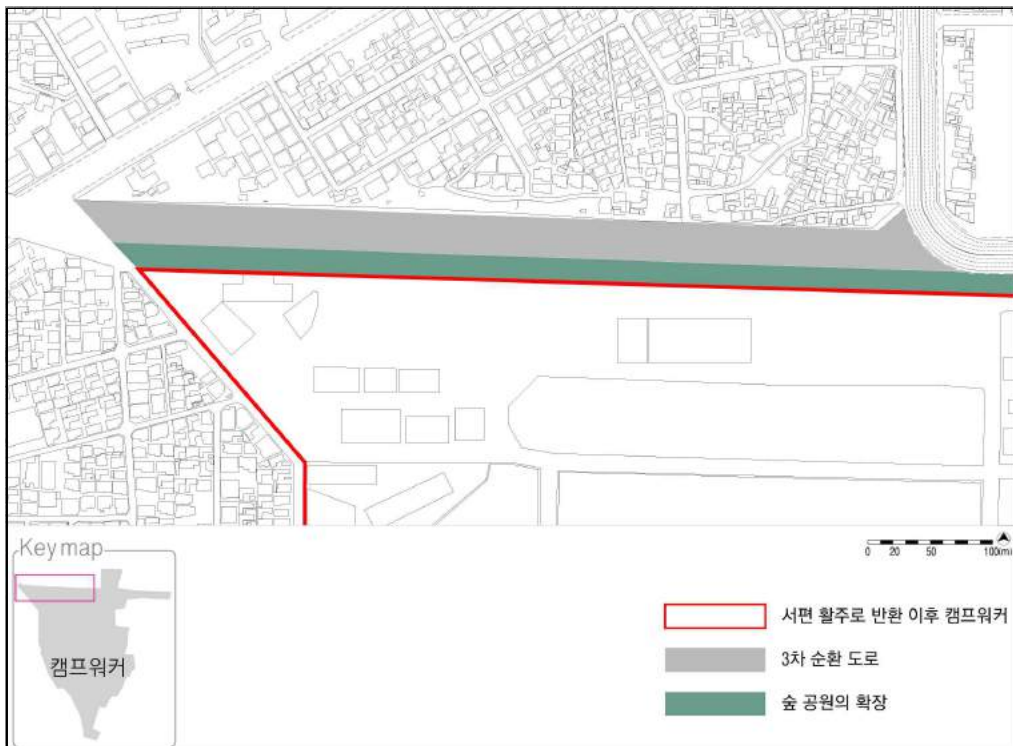 Key map
캠프워커
0 20 50 100(m)
서편 활주로 반환 이후 캠프워커
3차 순환 도로
숲 공원의 확장